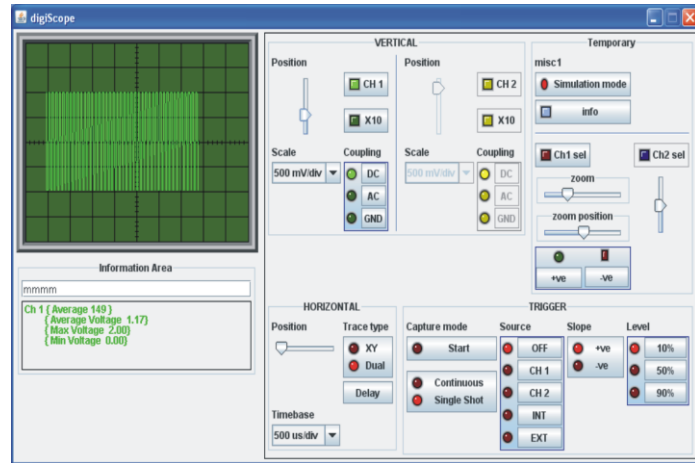 digiScope
VERTICAL
Position
CH 1
X10
Scale
Coupling
500 mV/div
DC
AC
GND
Position
CH 2
X10
Scale
Coupling
500 mV/div
DC
AC
GND
Temporary
misc1
Simulation mode
info
Ch1 sel
Ch2 sel
zoom
zoom position
+ve
-ve
Information Area
mmmm
Ch 1 { Average 149 }
{ Average Voltage 1.17}
{ Max Voltage 2.00}
{ Min Voltage 0.00}
HORIZONTAL
Position
Trace type
XY
Dual
Delay
Timebase
500 us/div
TRIGGER
Capture mode
Start
Continuous
Single Shot
Source
OFF
CH 1
CH 2
INT
EXT
Slope
+ve
-ve
Level
10%
50%
90%